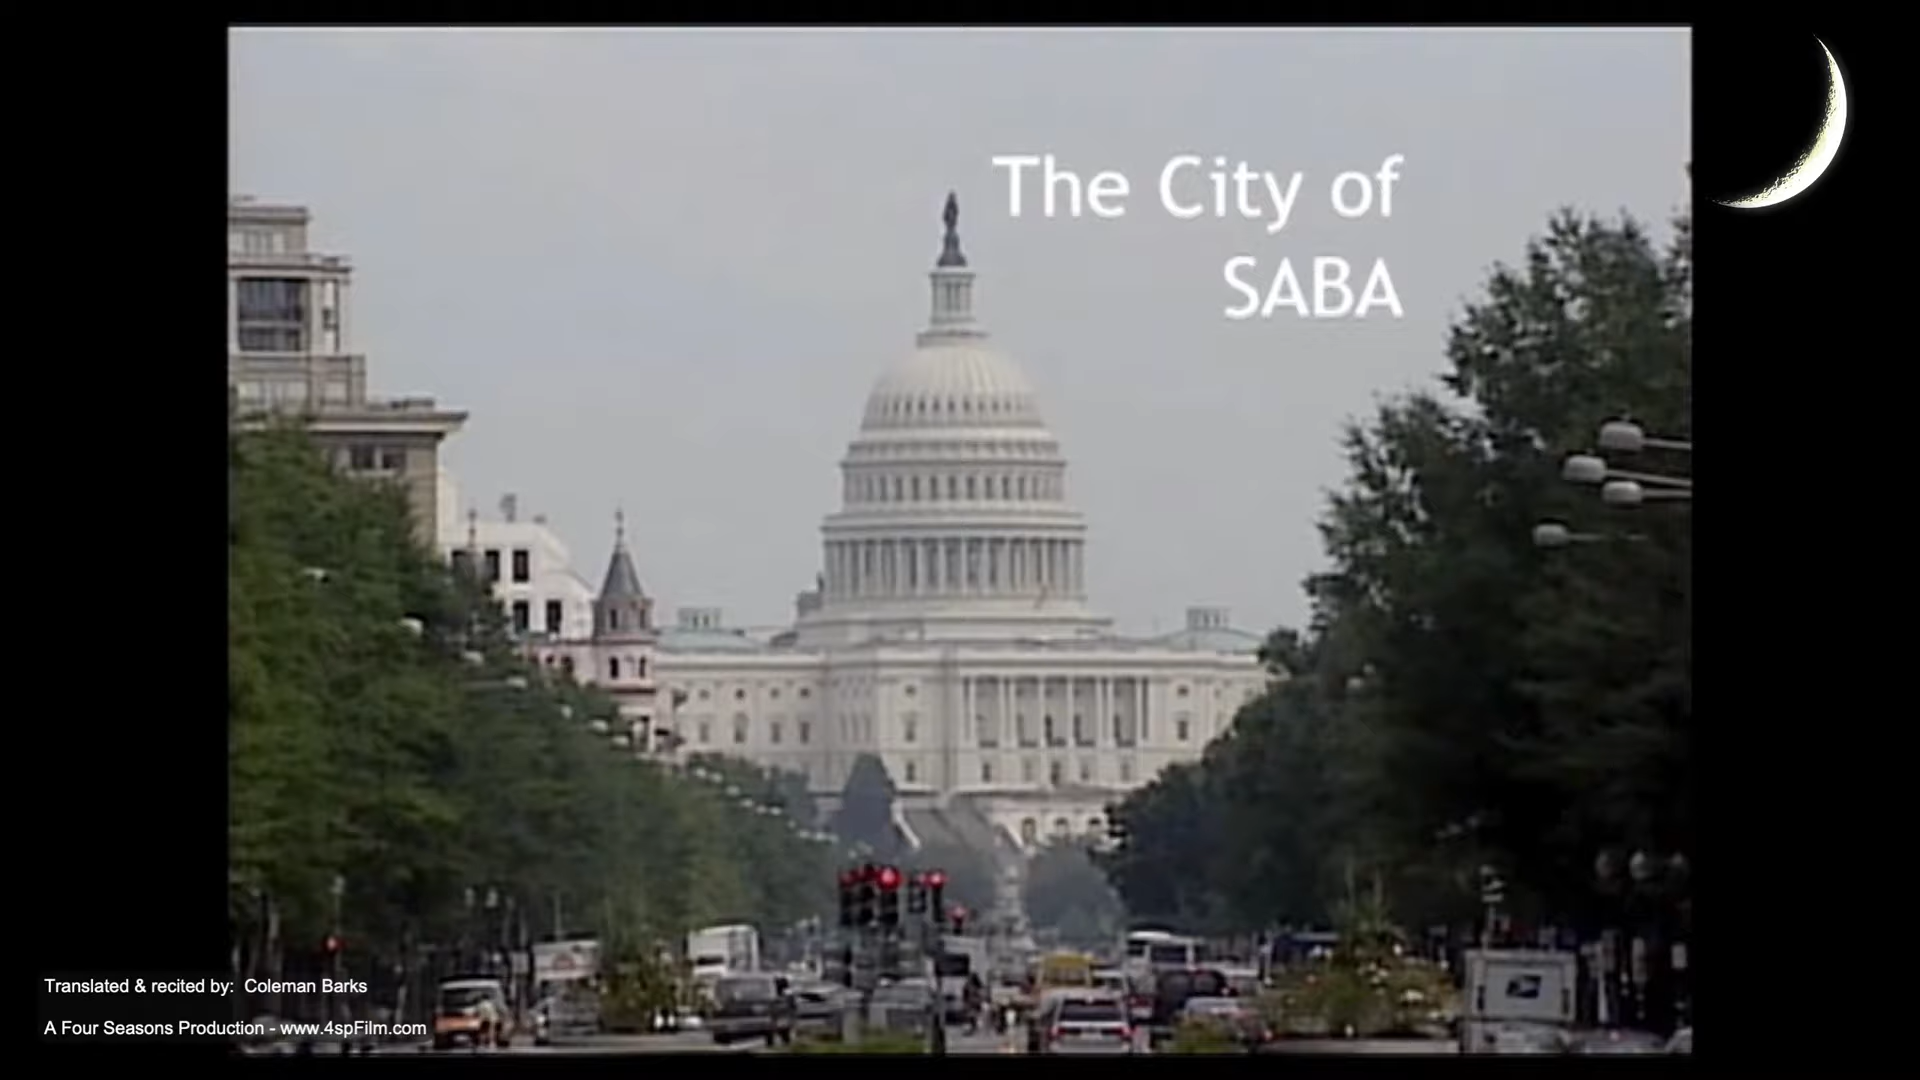 The City of
SABA
Translated & recited by: Coleman Barks
A Four Seasons Production - www.4spFilm.com